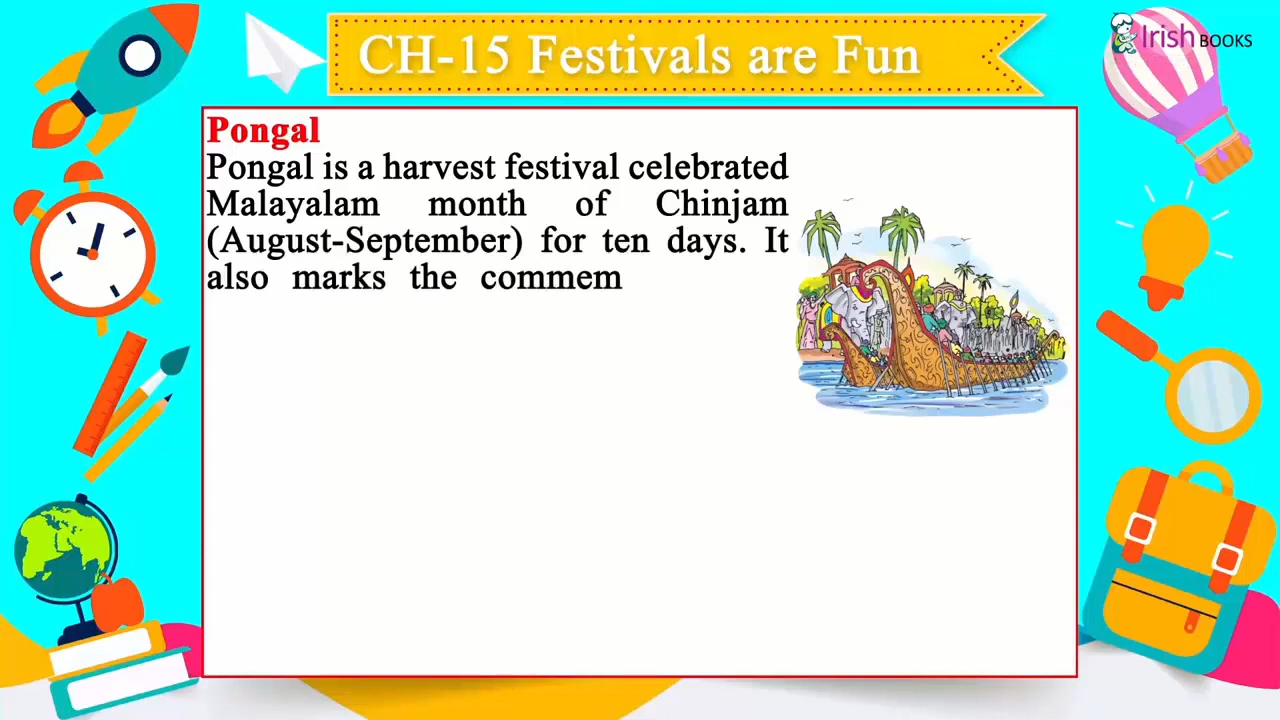 CH-15 Festivals are Fun
Irish BOOKS
Pongal
Pongal is a harvest festival celebrated
Malayalam month of Chinjam
(August-September) for ten days. It
also marks the commem